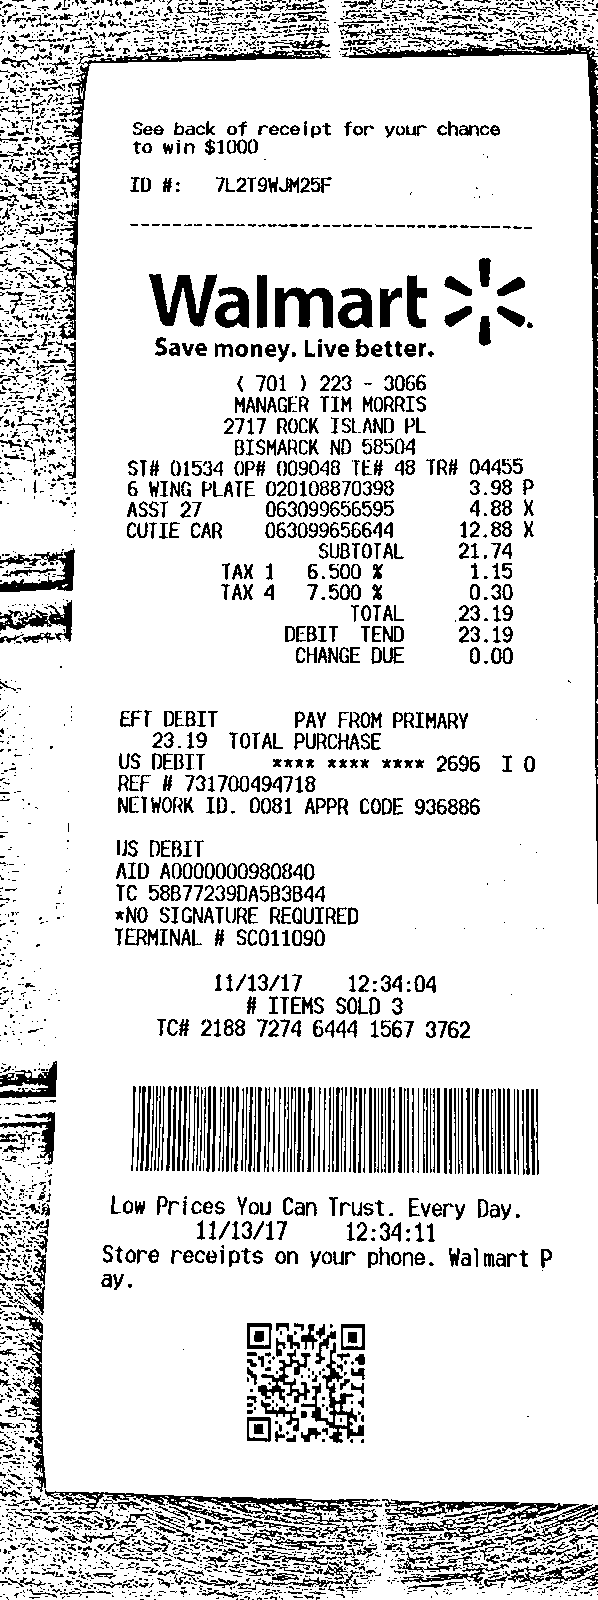 See back of receipt for your chance
to win $1000
ID #: 7L2T9WJM25F
Walmart
Save money. Live better.
( 701 ) 223 - 3066
MANAGER TIM MORRIS
2717 ROCK ISLAND PL
BISMARCK ND 58504
ST# 01534 OP# 009048 TE# 48 TR# 04455
6 WING PLATE 020108870398 3.98 P
ASST 27 063099656595 4.88 X
CUTIE CAR 063099656644 12.88 X
SUBTOTAL 21.74
TAX 1 6.500 % 1.15
TAX 4 7.500 % 0.30
TOTAL 23.19
DEBIT TEND 23.19
CHANGE DUE 0.00
EFT DEBIT PAY FROM PRIMARY
23.19 TOTAL PURCHASE
US DEBIT **** **** **** 2696 I 0
REF # 731700494718
NETWORK ID. 0081 APPR CODE 936886
US DEBIT
AID A0000000980840
TC 58B77239DA5B3B44
*NO SIGNATURE REQUIRED
TERMINAL # SC011090
11/13/17 12:34:04
# ITEMS SOLD 3
TC# 2188 7274 6444 1567 3762
Low Prices You Can Trust. Every Day.
11/13/17 12:34:11
Store receipts on your phone. Walmart P
ay.